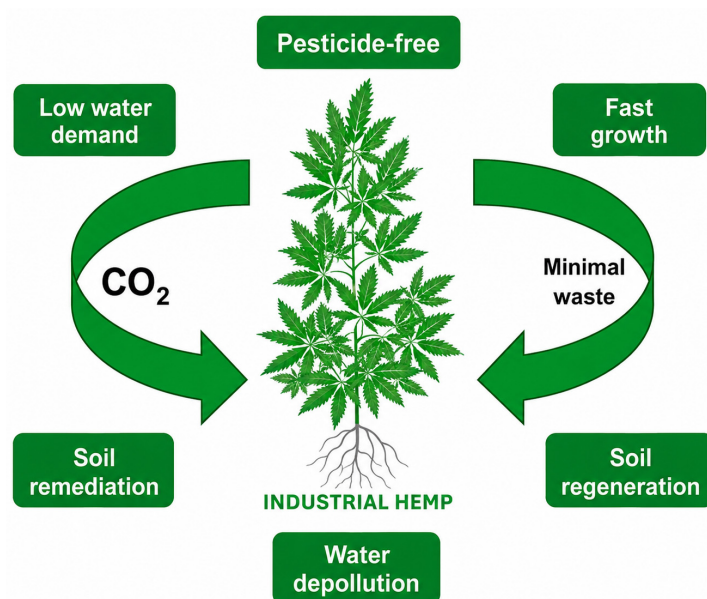 Pesticide-free
Low water
demand
Fast
growth
CO₂
Minimal
waste
Soil
remediation
Soil
regeneration
INDUSTRIAL HEMP
Water
depollution